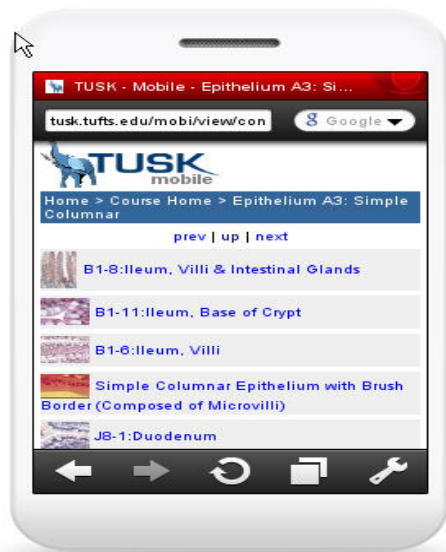 TUSK - Mobile - Epithelium A3: Si...
tusk.tufts.edu/mobi/view/con
8 Google
TUSK
mobile
Home > Course Home > Epithelium A3: Simple
Columnar
prev | up | next
B1-8:Ileum, Villi & Intestinal Glands
B1-11:Ileum, Base of Crypt
B1-6:Ileum, Villi
Simple Columnar Epithelium with Brush
Border (Composed of Microvilli)
J8-1:Duodenum